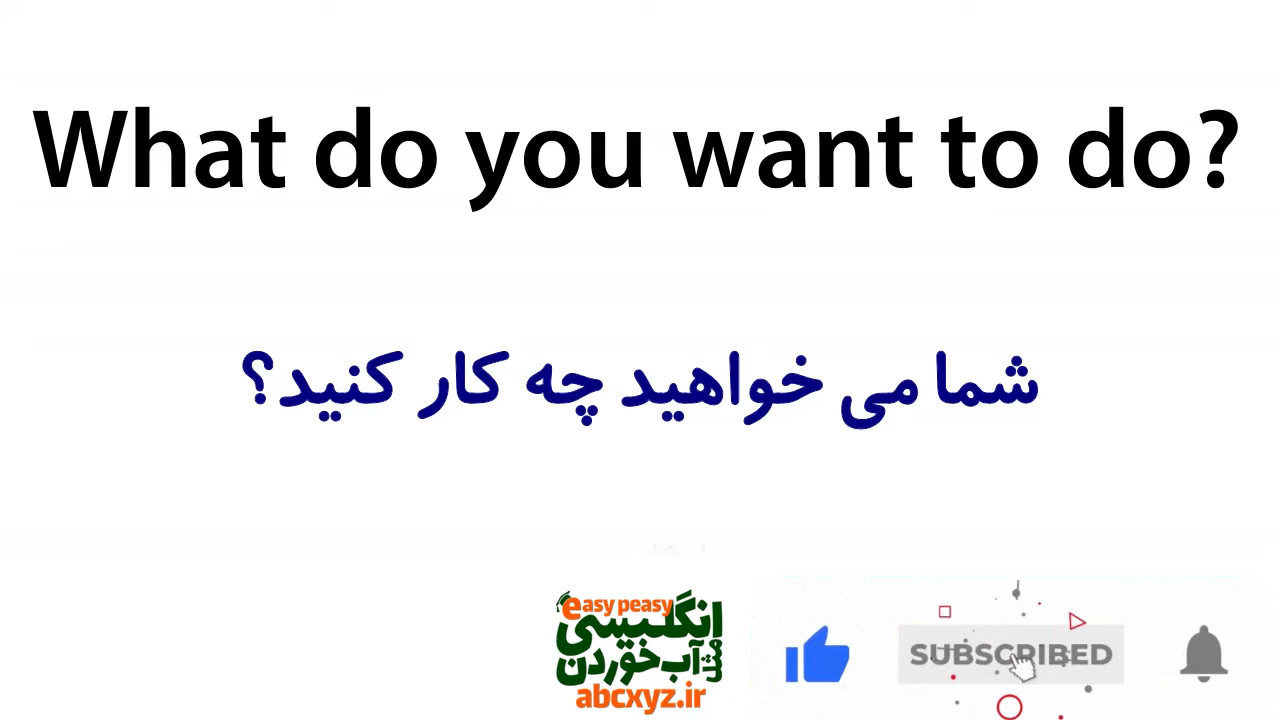 What do you want to do?
شما می خواهید چه کار کنید؟
easy peasy
انگلیسی
مثل آب خوردن
abcxyz.ir
SUBSCRIBED